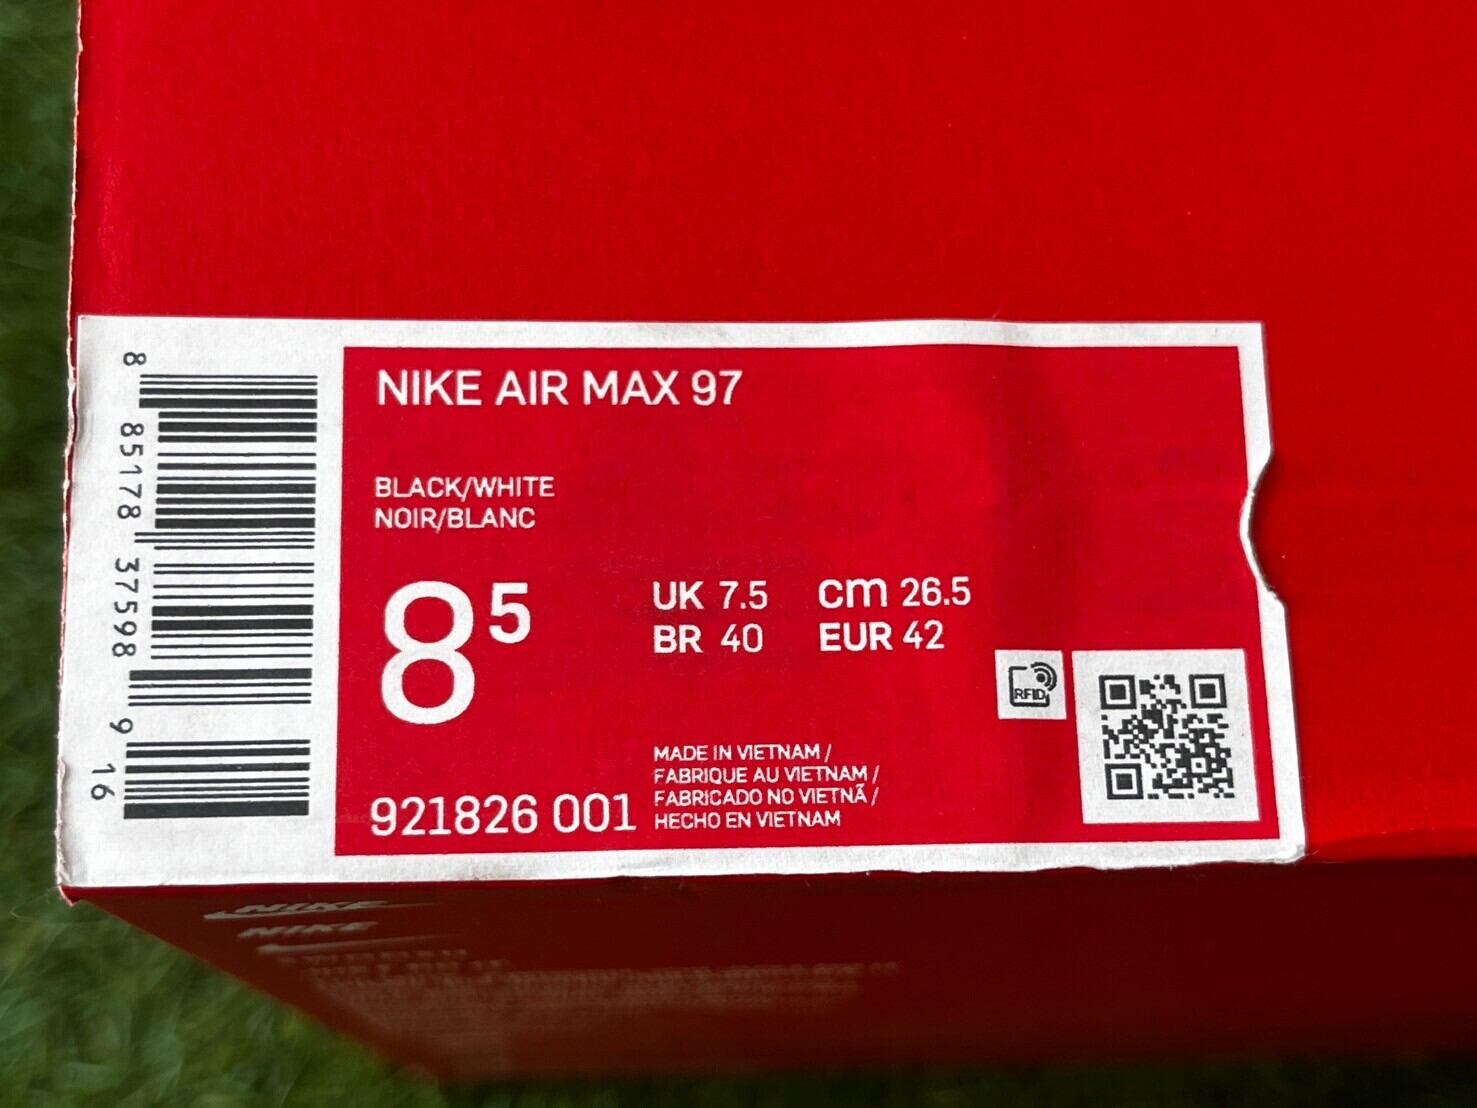 8 85178 37598 9
16
NIKE AIR MAX 97
BLACK/WHITE
NOIR/BLANC
8 5
UK 7.5 cm 26.5
BR 40 EUR 42
RFID
MADE IN VIETNAM /
FABRIQUE AU VIETNAM /
FABRICADO NO VIETNÃ /
HECHO EN VIETNAM
921826 001
NIKE
NIKE